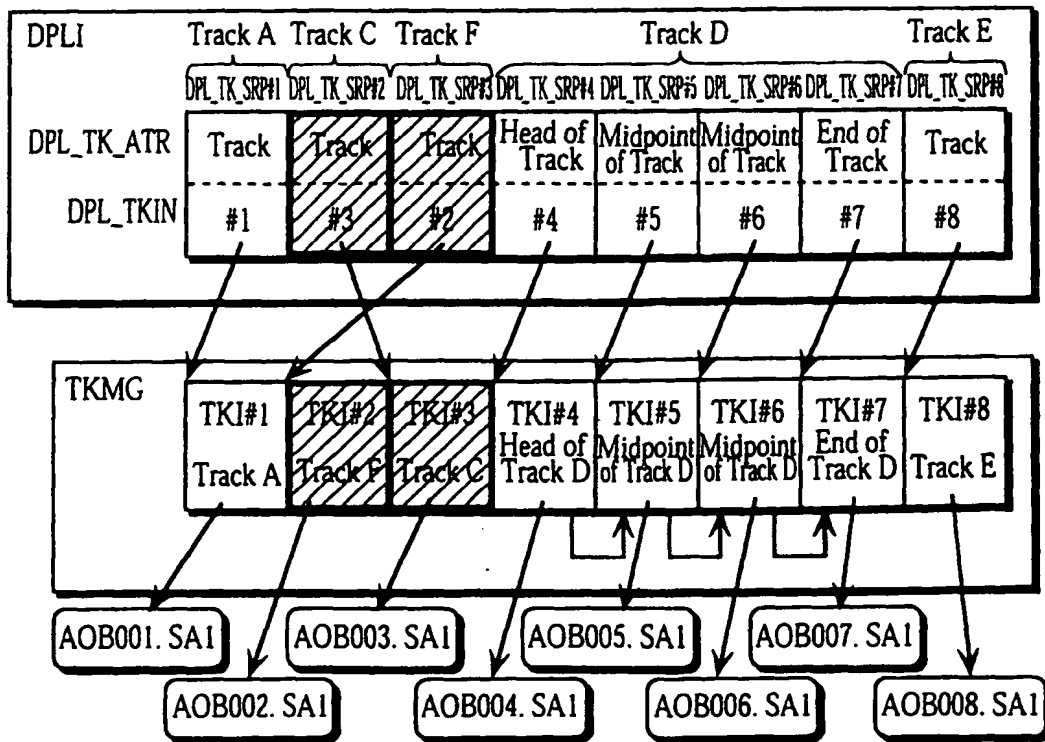 DPLI
Track A Track C Track F Track D Track E
DPL_TK_SRP#1 DPL_TK_SRP#2 DPL_TK_SRP#3 DPL_TK_SRP#4 DPL_TK_SRP#5 DPL_TK_SRP#6 DPL_TK_SRP#7 DPL_TK_SRP#8
DPL_TK_ATR
Track Track Track Head of Track Midpoint of Track Midpoint of Track End of Track Track
DPL_TKIN
#1 #3 #2 #4 #5 #6 #7 #8
TKMG
TKI#1 TKI#2 TKI#3 TKI#4 TKI#5 TKI#6 TKI#7 TKI#8
Track A Track F Track C Head of Track D Midpoint of Track D Midpoint of Track D End of Track D Track E
AOB001. SA1 AOB003. SA1 AOB005. SA1 AOB007. SA1
AOB002. SA1 AOB004. SA1 AOB006. SA1 AOB008. SA1